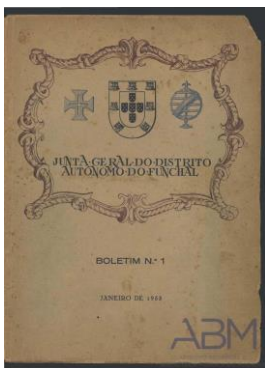 JUNTA·GERAL·DO·DISTRITO
AUTÓNOMO·DO·FUNCHAL
BOLETIM N.º 1
JANEIRO DE
ABM